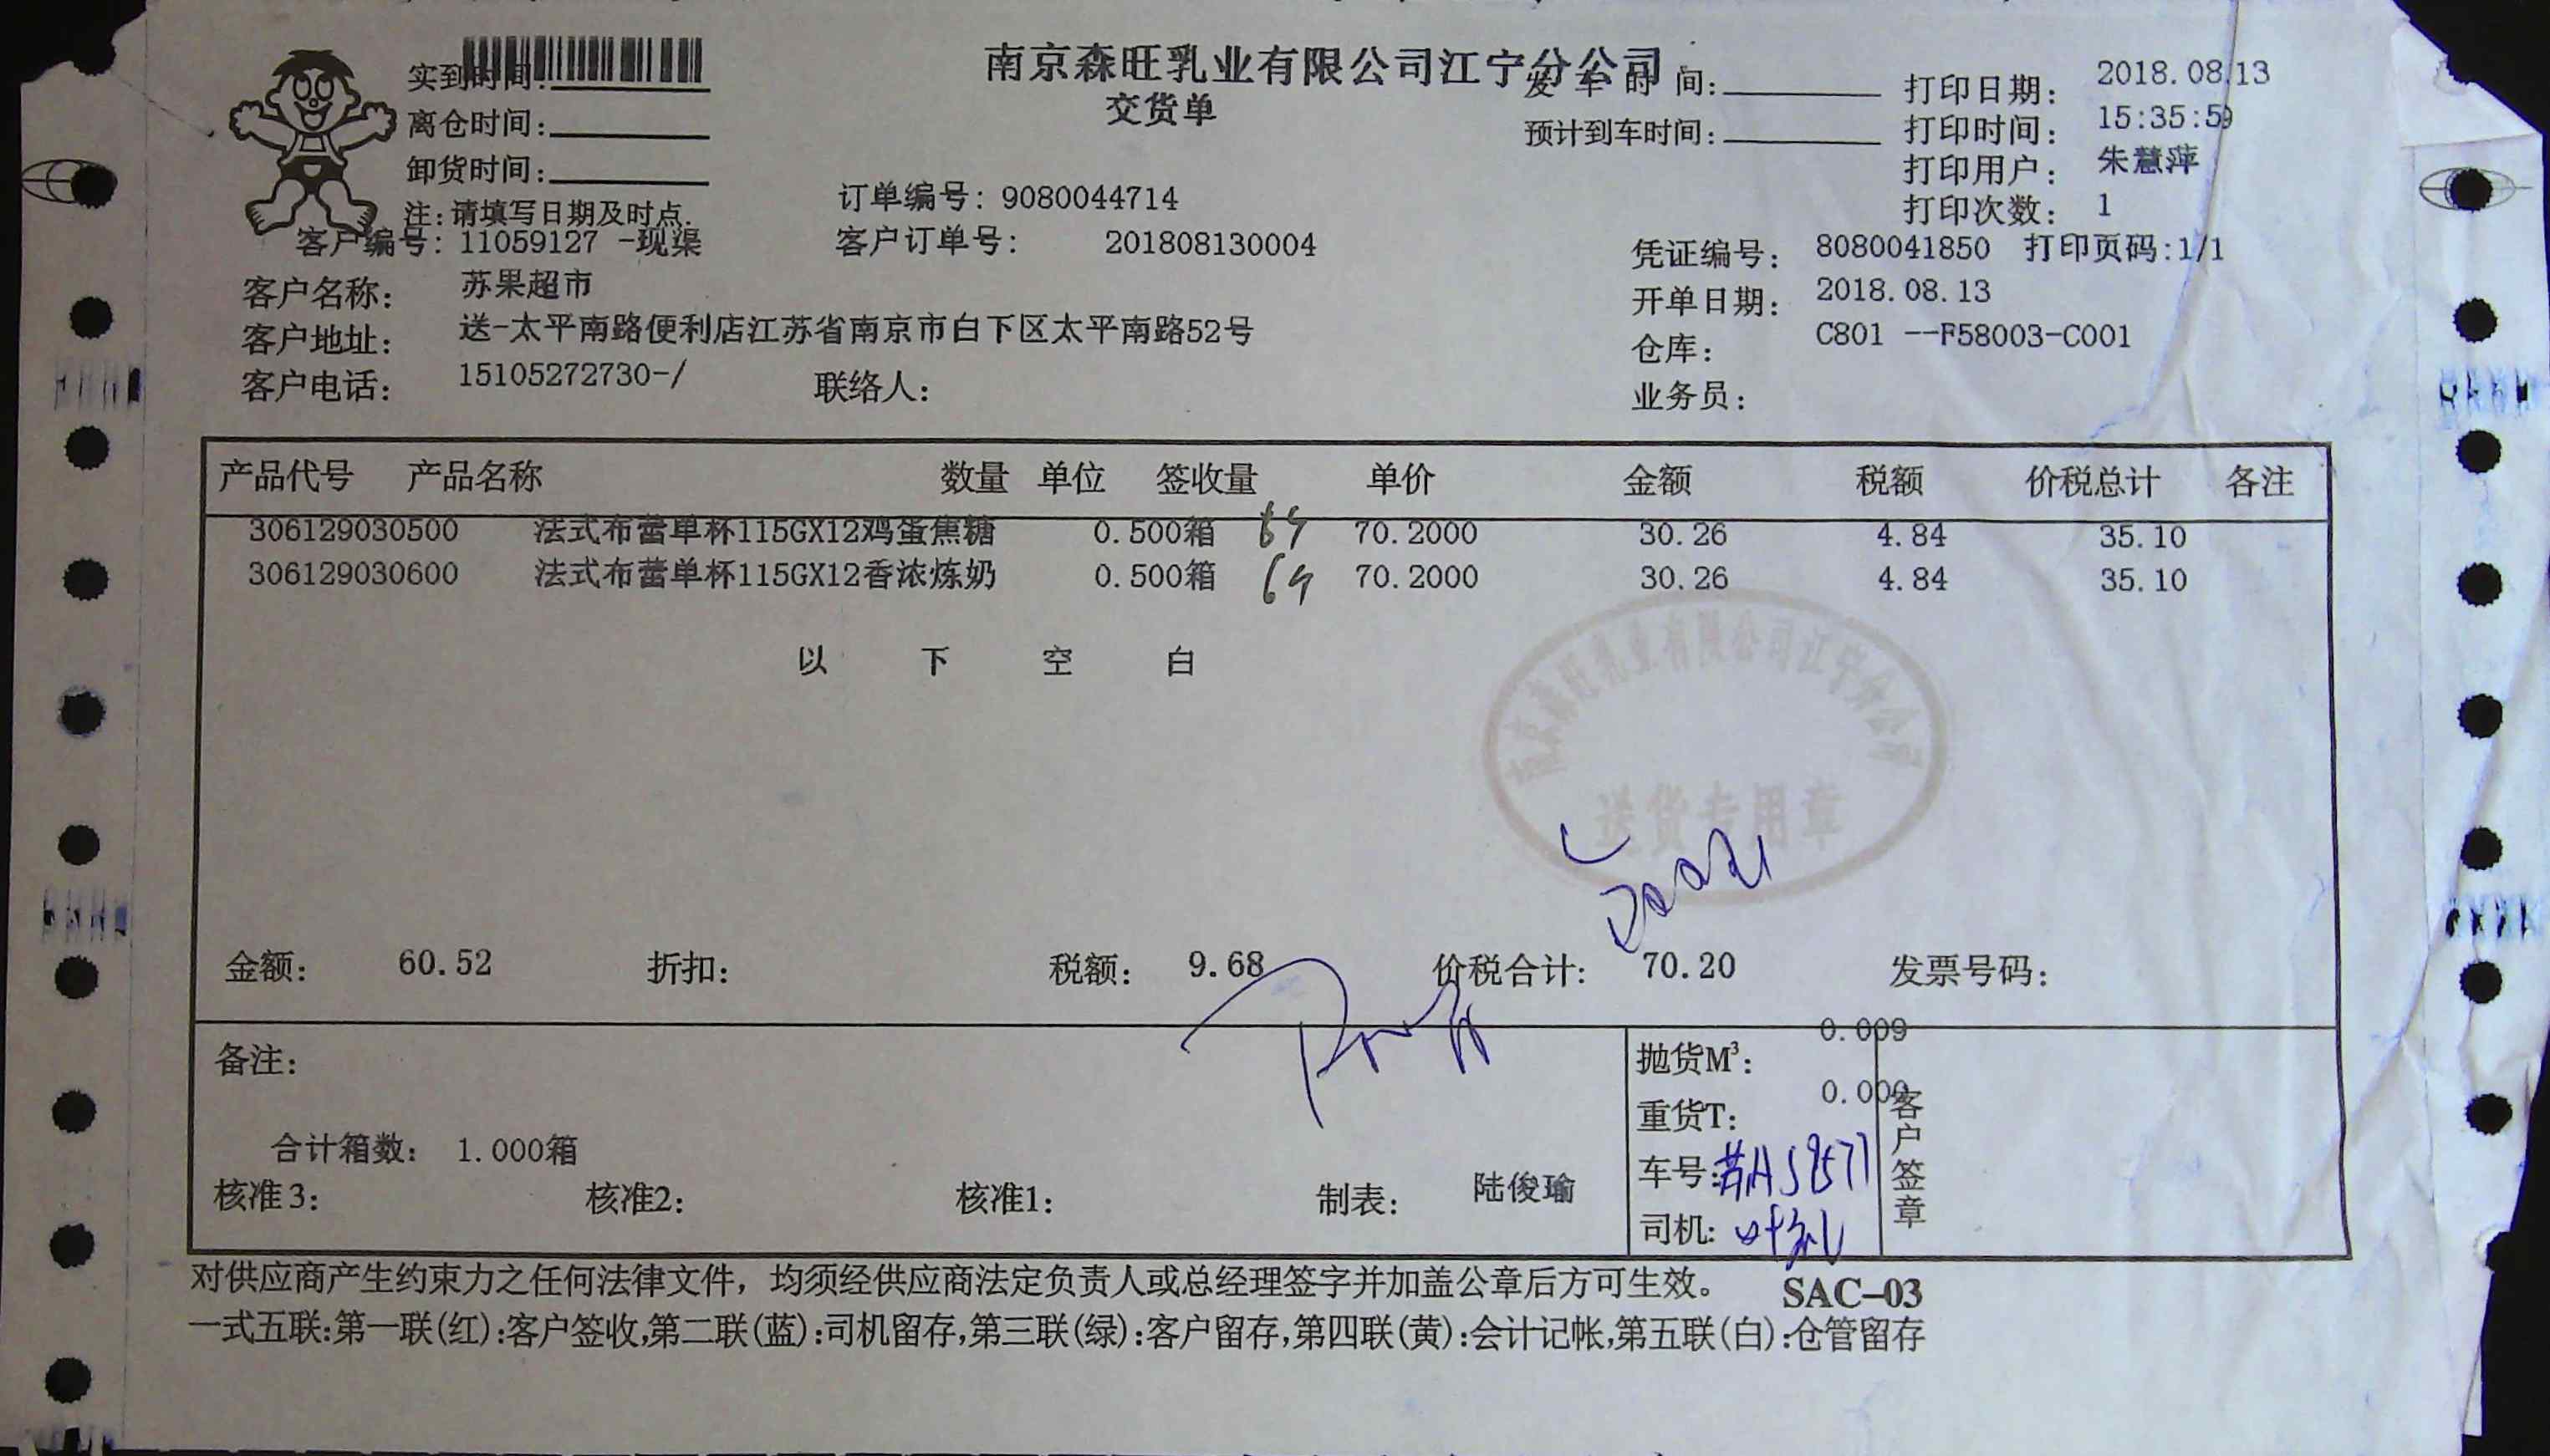 南京森旺乳业有限公司江宁分公司
交货单
实到时间:
离仓时间:
卸货时间:
注:请填写日期及时点.
发 车 时 间:
预计到车时间:
打印日期: 2018.08.13
打印时间: 15:35:59
打印用户: 朱慧萍
打印次数: 1
订单编号: 9080044714
客户编号: 11059127 -现渠 客户订单号: 201808130004 凭证编号: 8080041850 打印页码:1/1
客户名称: 苏果超市 开单日期: 2018.08.13
客户地址: 送-太平南路便利店江苏省南京市白下区太平南路52号 仓库: C801 --F58003-C001
客户电话: 15105272730-/ 联络人: 业务员:
产品代号 产品名称 数量 单位 签收量 单价 金额 税额 价税总计 各注
306129030500 法式布蕾单杯115GX12鸡蛋焦糖 0.500箱 70.2000 30.26 4.84 35.10
306129030600 法式布蕾单杯115GX12香浓炼奶 0.500箱 70.2000 30.26 4.84 35.10
以 下 空 白
南京森旺乳业有限公司江宁分公司
送货专用章
金额: 60.52 折扣: 税额: 9.68 价税合计: 70.20 发票号码:
备注: 抛货M³: 0.009
重货T: 0.009
合计箱数: 1.000箱 车号:
核准3: 核准2: 核准1: 制表: 陆俊瑜 司机:
客户签章
对供应商产生约束力之任何法律文件，均须经供应商法定负责人或总经理签字并加盖公章后方可生效。 SAC-03
一式五联:第一联(红):客户签收,第二联(蓝):司机留存,第三联(绿):客户留存,第四联(黄):会计记帐,第五联(白):仓管留存